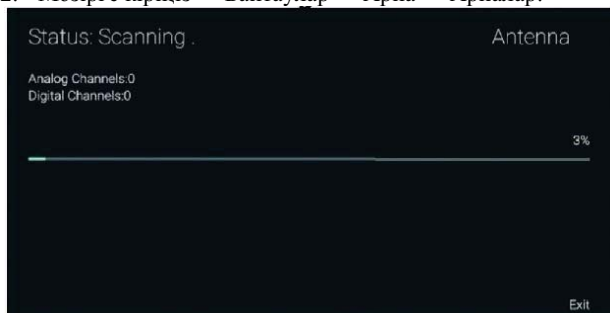 Status: Scanning .
Antenna
Analog Channels:0
Digital Channels:0
3%
Exit